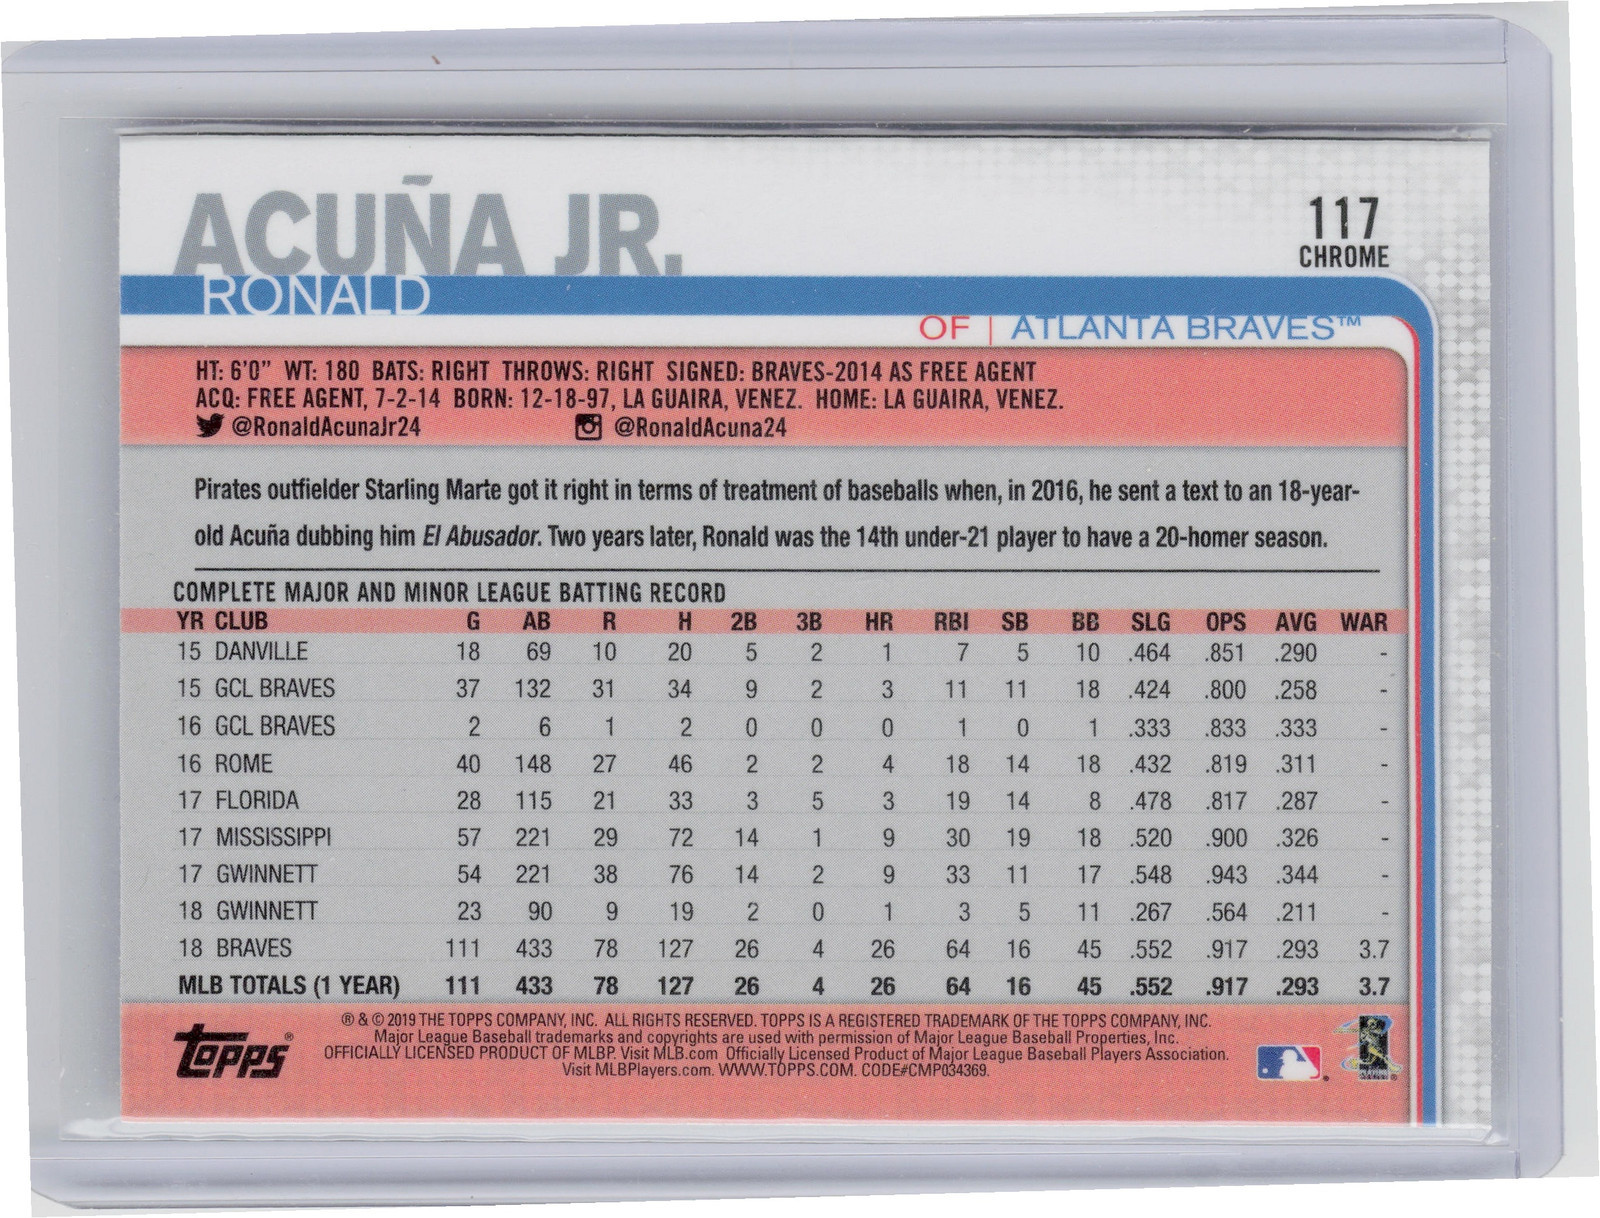 ACUÑA JR.
RONALD
117
CHROME
OF | ATLANTA BRAVES™
HT: 6'0" WT: 180 BATS: RIGHT THROWS: RIGHT SIGNED: BRAVES-2014 AS FREE AGENT
ACQ: FREE AGENT, 7-2-14 BORN: 12-18-97, LA GUAIRA, VENEZ. HOME: LA GUAIRA, VENEZ.
@RonaldAcunaJr24 @RonaldAcuna24
Pirates outfielder Starling Marte got it right in terms of treatment of baseballs when, in 2016, he sent a text to an 18-year-
old Acuña dubbing him El Abusador. Two years later, Ronald was the 14th under-21 player to have a 20-homer season.
COMPLETE MAJOR AND MINOR LEAGUE BATTING RECORD
YR CLUB G AB R H 2B 3B HR RBI SB BB SLG OPS AVG WAR
15 DANVILLE 18 69 10 20 5 2 1 7 5 10 .464 .851 .290 -
15 GCL BRAVES 37 132 31 34 9 2 3 11 11 18 .424 .800 .258 -
16 GCL BRAVES 2 6 1 2 0 0 0 1 0 1 .333 .833 .333 -
16 ROME 40 148 27 46 2 2 4 18 14 18 .432 .819 .311 -
17 FLORIDA 28 115 21 33 3 5 3 19 14 8 .478 .817 .287 -
17 MISSISSIPPI 57 221 29 72 14 1 9 30 19 18 .520 .900 .326 -
17 GWINNETT 54 221 38 76 14 2 9 33 11 17 .548 .943 .344 -
18 GWINNETT 23 90 9 19 2 0 1 3 5 11 .267 .564 .211 -
18 BRAVES 111 433 78 127 26 4 26 64 16 45 .552 .917 .293 3.7
MLB TOTALS (1 YEAR) 111 433 78 127 26 4 26 64 16 45 .552 .917 .293 3.7
topps®
® & © 2019 THE TOPPS COMPANY, INC. ALL RIGHTS RESERVED. TOPPS IS A REGISTERED TRADEMARK OF THE TOPPS COMPANY, INC.
Major League Baseball trademarks and copyrights are used with permission of Major League Baseball Properties, Inc.
OFFICIALLY LICENSED PRODUCT OF MLBP. Visit MLB.com Officially Licensed Product of Major League Baseball Players Association.
Visit MLBPlayers.com. WWW.TOPPS.COM. CODE#CMP034369.